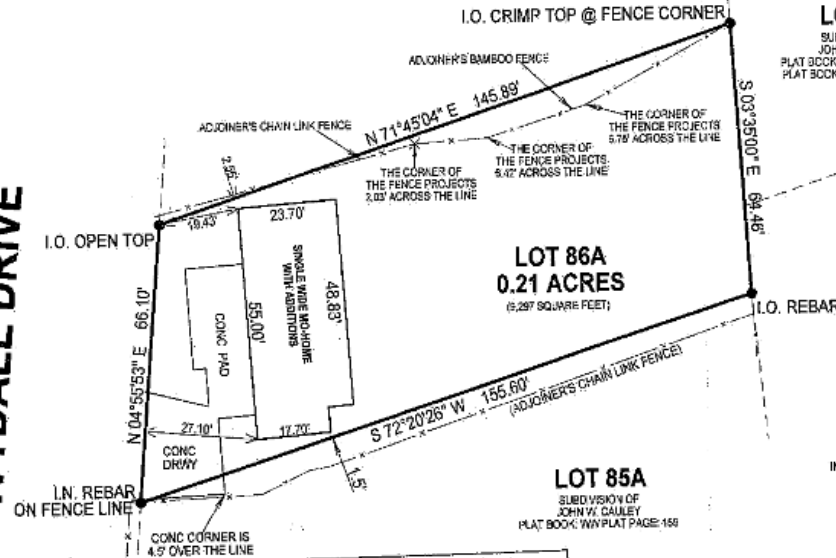 I.O. CRIMP TOP @ FENCE CORNER
ADJOINER'S BAMBOO FENCE
N 71°45'04" E 145.89'
ADJOINER'S CHAIN LINK FENCE
THE CORNER OF
THE FENCE PROJECTS
2.03' ACROSS THE LINE
THE CORNER OF
THE FENCE PROJECTS
6.42' ACROSS THE LINE
THE CORNER OF
THE FENCE PROJECTS
ACROSS THE LINE
S 03°35'00" E 64.46'
PLAT BOOK
PLAT BOOK
I.O. OPEN TOP
19.43'
23.70'
SINGLE WIDE MO-HOME
WITH ADDITIONS
48.83'
55.00'
CONC PAD
N 04°55'53" E 66.10'
LOT 86A
0.21 ACRES
(9,297 SQUARE FEET)
I.O. REBAR
S 72°20'26" W 155.60'
(ADJOINER'S CHAIN LINK FENCE)
27.10'
17.70'
CONC
DRWY
1.5'
I.N. REBAR
ON FENCE LINE
CONC CORNER IS
4.5' OVER THE LINE
LOT 85A
SUBDIVISION OF
JOHN W. CAULEY
PLAT BOOK: WW PLAT PAGE: 159
DRIVE